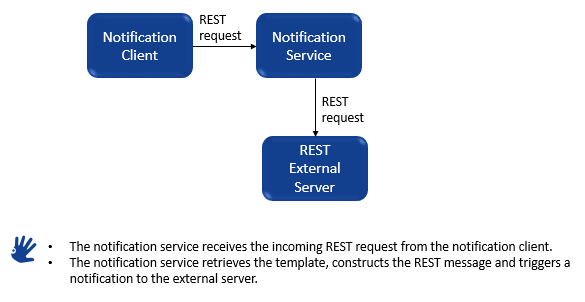 REST
request
Notification
Client
Notification
Service
REST
request
REST
External
Server
• The notification service receives the incoming REST request from the notification client.
• The notification service retrieves the template, constructs the REST message and triggers a
notification to the external server.